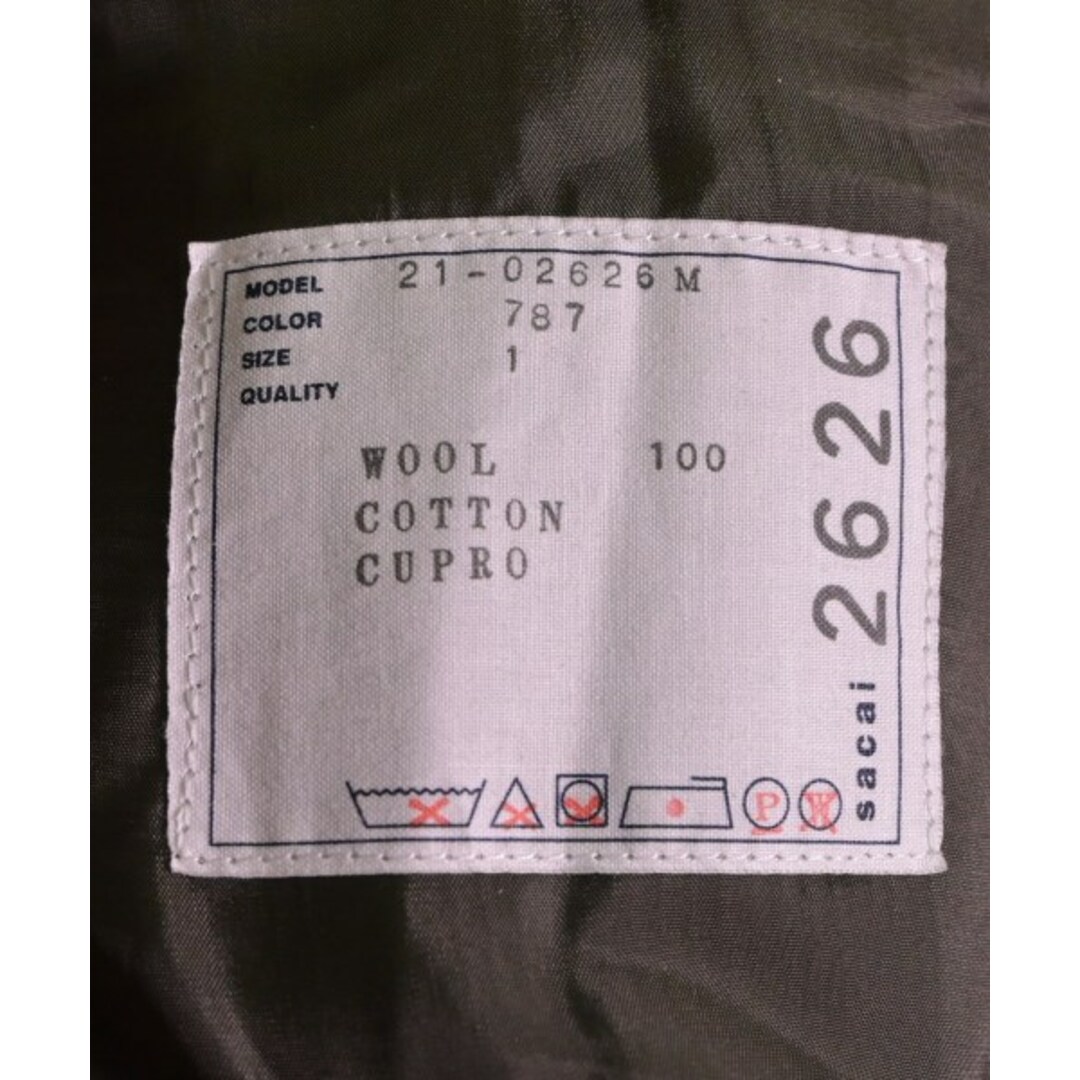 MODEL 21-02626M
COLOR 787
SIZE 1
QUALITY
WOOL 100
COTTON
CUPRO
P
W
sacai 2626